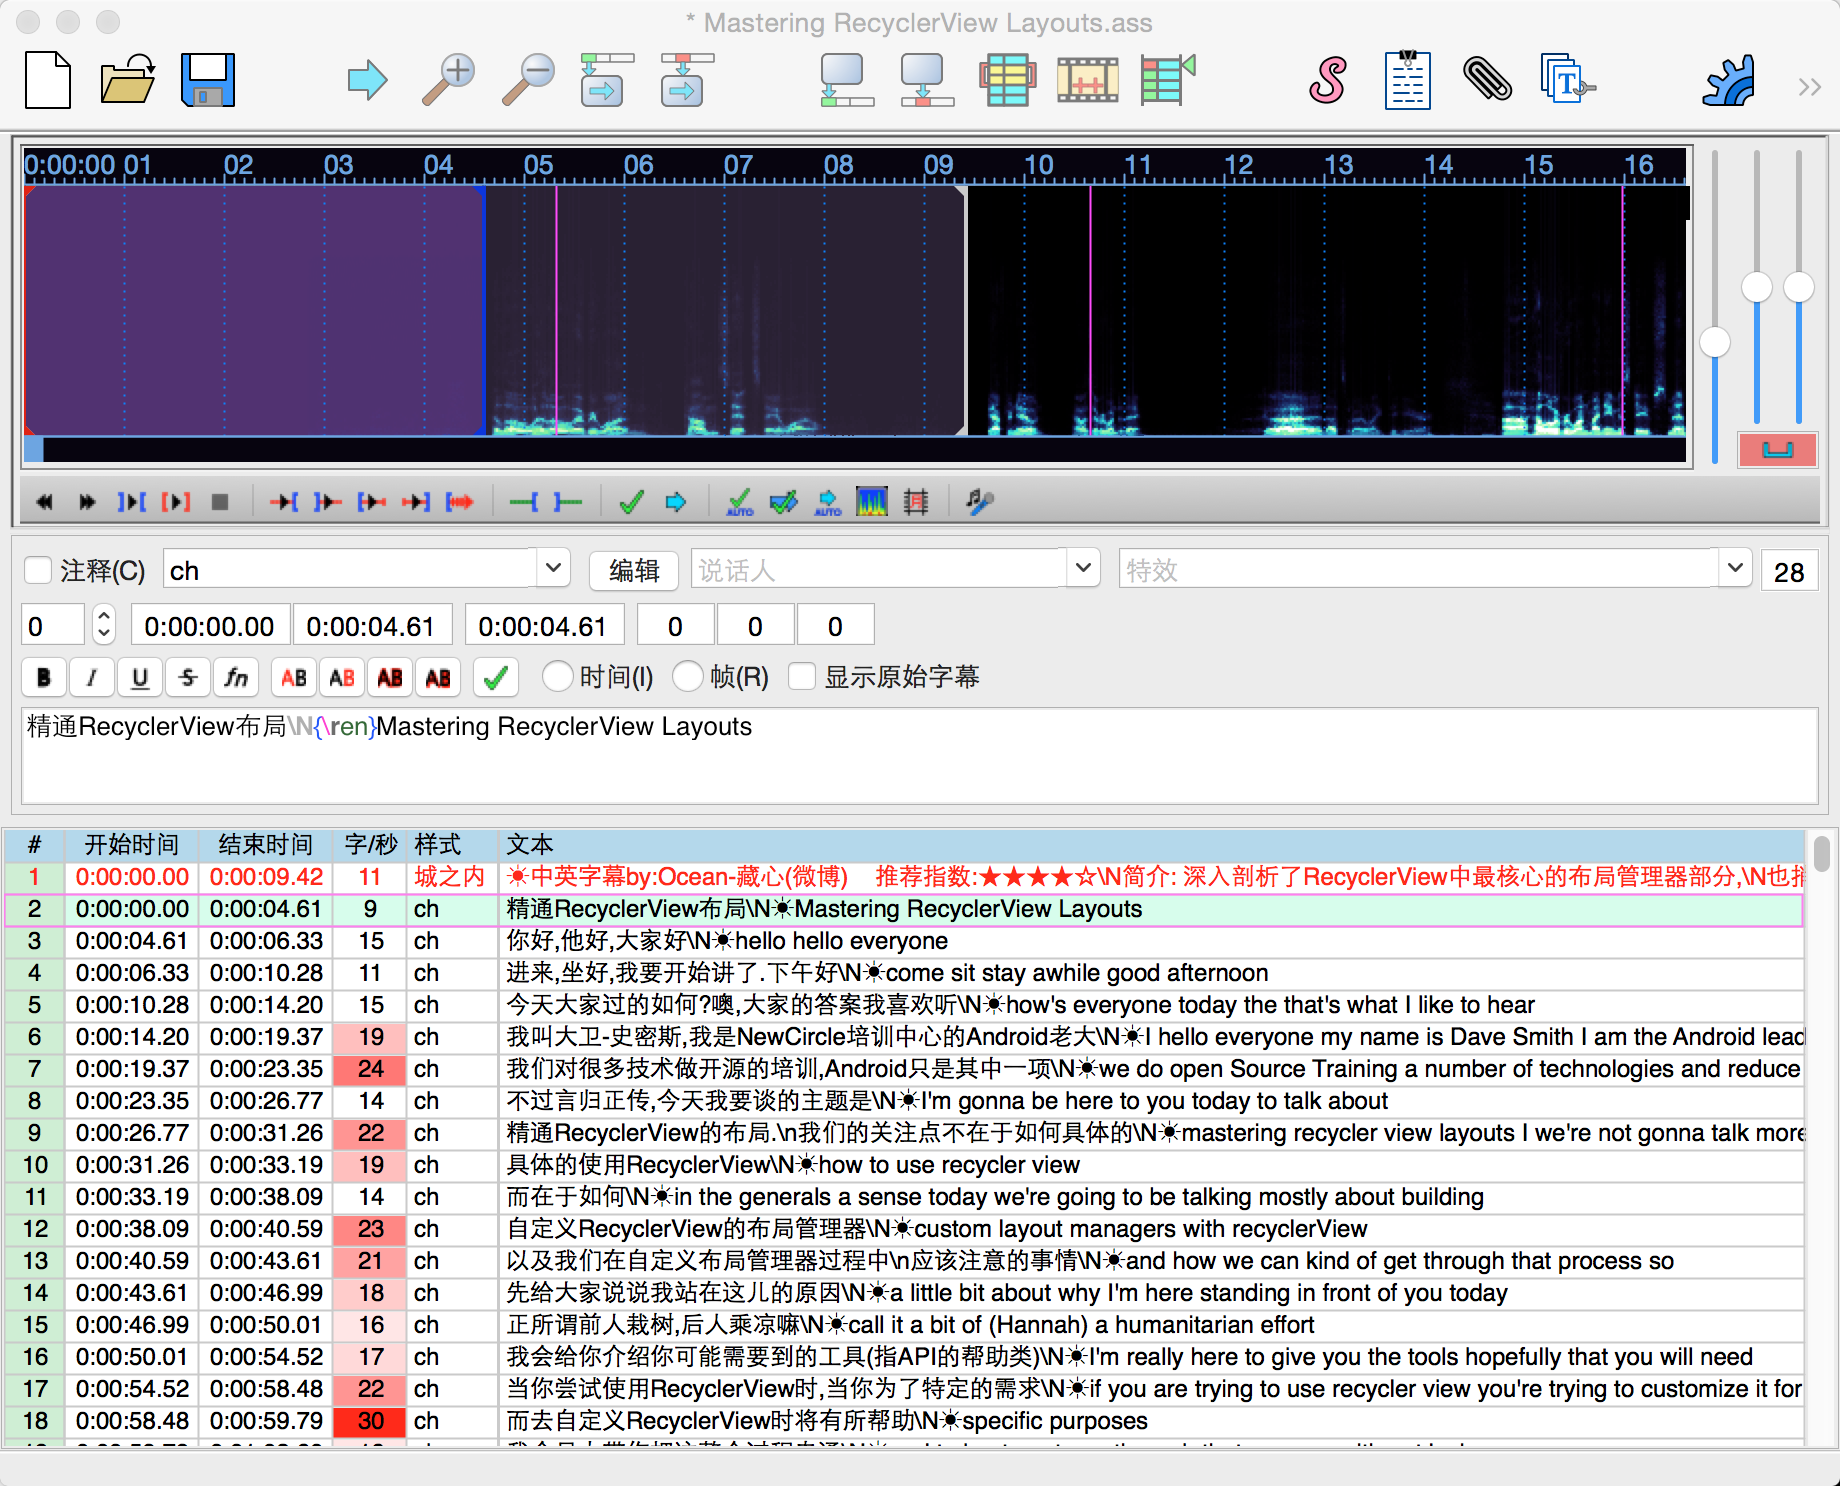 * Mastering RecyclerView Layouts.ass
0:00:00 01 02 03 04 05 06 07 08 09 10 11 12 13 14 15 16
AUTO AUTO
注释(C) ch 编辑 说话人 特效 28
0 0:00:00.00 0:00:04.61 0:00:04.61 0 0 0
B I U S fn AB AB AB AB 时间(I) 帧(R) 显示原始字幕
精通RecyclerView布局\N{\ren}Mastering RecyclerView Layouts
# 开始时间 结束时间 字/秒 样式 文本
1 0:00:00.00 0:00:09.42 11 城之内 ☀中英字幕by:Ocean-藏心(微博) 推荐指数:★★★★☆\N简介: 深入剖析了RecyclerView中最核心的布局管理器部分,\N也
2 0:00:00.00 0:00:04.61 9 ch 精通RecyclerView布局\N☀Mastering RecyclerView Layouts
3 0:00:04.61 0:00:06.33 15 ch 你好,他好,大家好\N☀hello hello everyone
4 0:00:06.33 0:00:10.28 11 ch 进来,坐好,我要开始讲了.下午好\N☀come sit stay awhile good afternoon
5 0:00:10.28 0:00:14.20 15 ch 今天大家过的如何?噢,大家的答案我喜欢听\N☀how's everyone today the that's what I like to hear
6 0:00:14.20 0:00:19.37 19 ch 我叫大卫-史密斯,我是NewCircle培训中心的Android老大\N☀I hello everyone my name is Dave Smith I am the Android lead
7 0:00:19.37 0:00:23.35 24 ch 我们对很多技术做开源的培训,Android只是其中一项\N☀we do open Source Training a number of technologies and reduce
8 0:00:23.35 0:00:26.77 14 ch 不过言归正传,今天我要谈的主题是\N☀I'm gonna be here to you today to talk about
9 0:00:26.77 0:00:31.26 22 ch 精通RecyclerView的布局.\n我们的关注点不在于如何具体的\N☀mastering recycler view layouts I we're not gonna talk more
10 0:00:31.26 0:00:33.19 19 ch 具体的使用RecyclerView\N☀how to use recycler view
11 0:00:33.19 0:00:38.09 14 ch 而在于如何\N☀in the generals a sense today we're going to be talking mostly about building
12 0:00:38.09 0:00:40.59 23 ch 自定义RecyclerView的布局管理器\N☀custom layout managers with recyclerView
13 0:00:40.59 0:00:43.61 21 ch 以及我们在自定义布局管理器过程中\n应该注意的事情\N☀and how we can kind of get through that process so
14 0:00:43.61 0:00:46.99 18 ch 先给大家说说我站在这儿的原因\N☀a little bit about why I'm here standing in front of you today
15 0:00:46.99 0:00:50.01 16 ch 正所谓前人栽树,后人乘凉嘛\N☀call it a bit of (Hannah) a humanitarian effort
16 0:00:50.01 0:00:54.52 17 ch 我会给你介绍你可能需要到的工具(指API的帮助类)\N☀I'm really here to give you the tools hopefully that you will need
17 0:00:54.52 0:00:58.48 22 ch 当你尝试使用RecyclerView时,当你为了特定的需求\N☀if you are trying to use recycler view you're trying to customize it for
18 0:00:58.48 0:00:59.79 30 ch 而去自定义RecyclerView时将有所帮助\N☀specific purposes